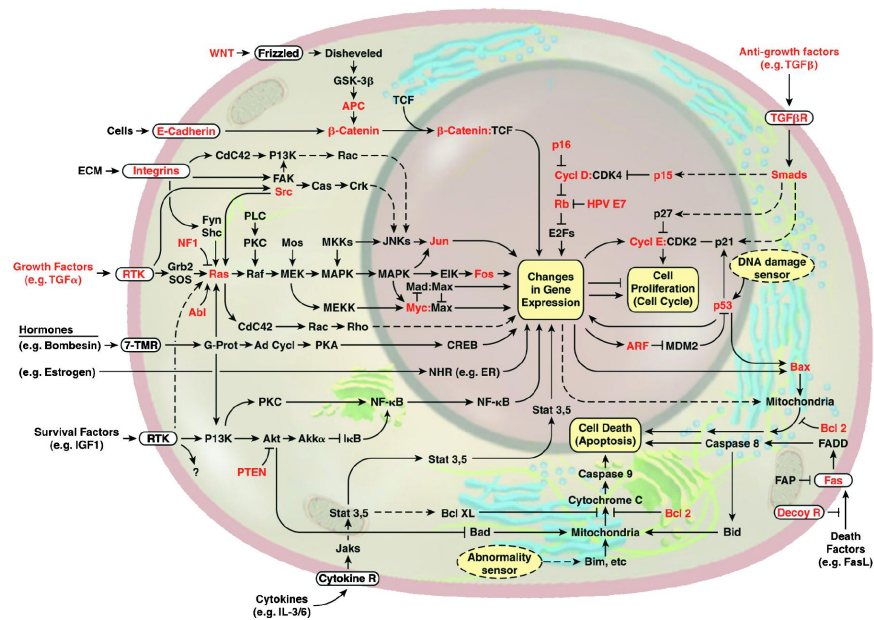 WNT
Frizzled
Disheveled
GSK-3β
APC
TCF
Cells
E-Cadherin
β-Catenin
β-Catenin:TCF
Anti-growth factors
(e.g. TGFβ)
TGFβR
Smads
p16
Cycl D:CDK4
p15
Rb
HPV E7
E2Fs
p27
Cycl E:CDK2
p21
DNA damage
sensor
ECM
Integrins
CdC42
P13K
Rac
FAK
Src
Cas
Crk
Fyn
Shc
PLC
NF1
PKC
Mos
MKKs
JNKs
Jun
Growth Factors
(e.g. TGFα)
RTK
Grb2
SOS
Ras
Raf
MEK
MAPK
MAPK
EIK
Fos
Mad:Max
MEKK
Myc:Max
Abl
CdC42
Rac
Rho
Changes
in Gene
Expression
Cell
Proliferation
(Cell Cycle)
p53
ARF
MDM2
Bax
Hormones
(e.g. Bombesin)
7-TMR
G-Prot
Ad Cycl
PKA
CREB
(e.g. Estrogen)
NHR (e.g. ER)
PKC
NF-κB
NF-κB
Stat 3,5
Mitochondria
Survival Factors
(e.g. IGF1)
RTK
P13K
Akt
Akkα
IκB
?
PTEN
Cell Death
(Apoptosis)
Bcl 2
Caspase 8
FADD
Stat 3,5
Caspase 9
FAP
Fas
Cytochrome C
Stat 3,5
Bcl XL
Bcl 2
Decoy R
Bad
Mitochondria
Bid
Death
Factors
(e.g. FasL)
Jaks
Abnormality
sensor
Bim, etc
Cytokine R
Cytokines
(e.g. IL-3/6)